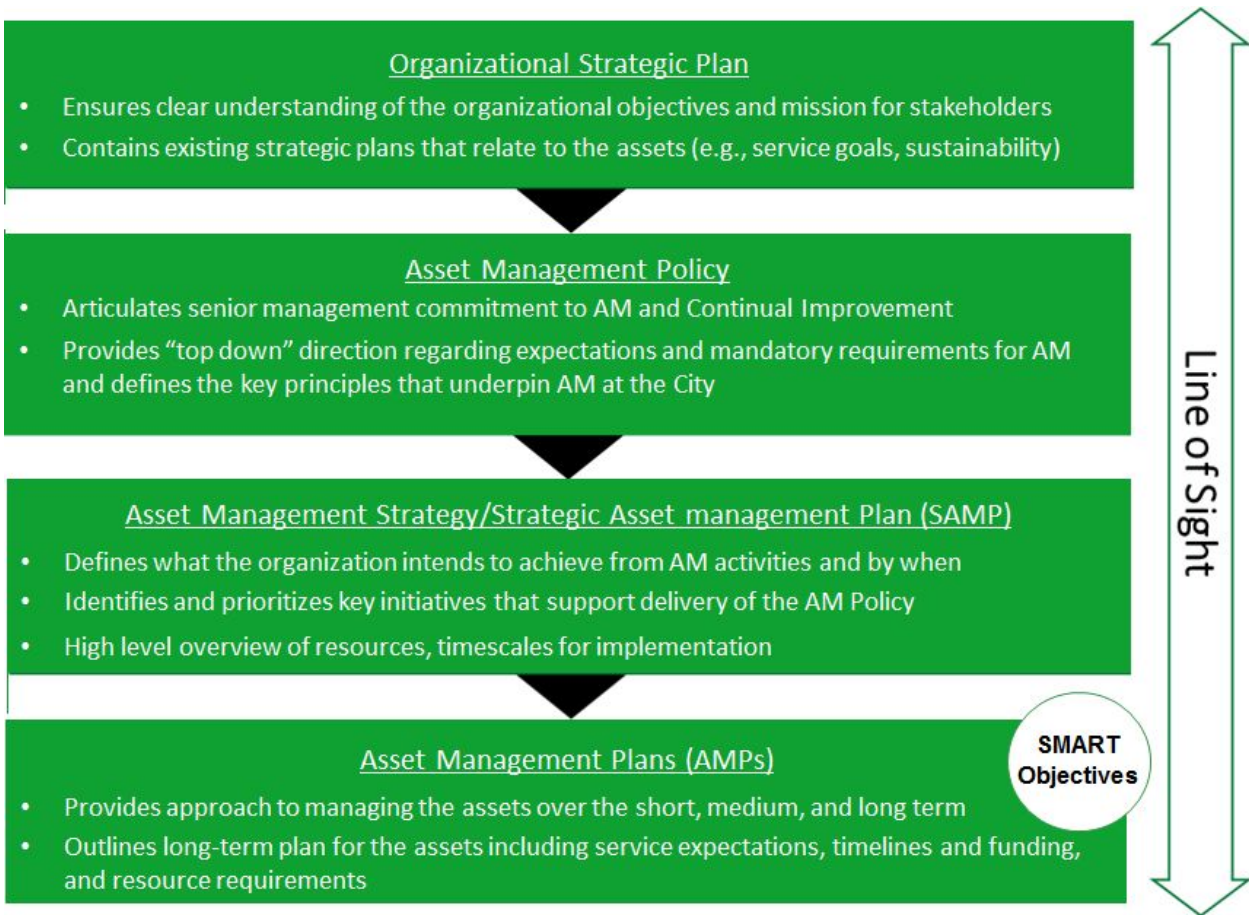 Organizational Strategic Plan
• Ensures clear understanding of the organizational objectives and mission for stakeholders
• Contains existing strategic plans that relate to the assets (e.g., service goals, sustainability)
Asset Management Policy
• Articulates senior management commitment to AM and Continual Improvement
• Provides “top down” direction regarding expectations and mandatory requirements for AM
and defines the key principles that underpin AM at the City
Asset Management Strategy/Strategic Asset management Plan (SAMP)
• Defines what the organization intends to achieve from AM activities and by when
• Identifies and prioritizes key initiatives that support delivery of the AM Policy
• High level overview of resources, timescales for implementation
Asset Management Plans (AMPs)
• Provides approach to managing the assets over the short, medium, and long term
• Outlines long-term plan for the assets including service expectations, timelines and funding,
and resource requirements
SMART
Objectives
Line of Sight